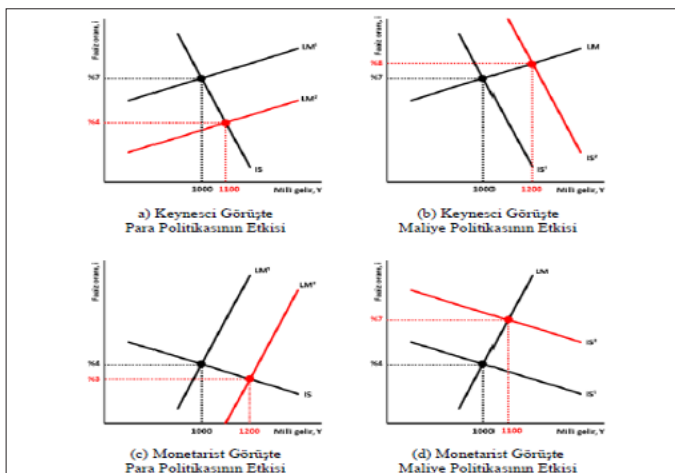 Faiz oranı, i
LM¹
%7
LM²
%4
IS
1000 1100 Milli gelir, Y
a) Keynesci Görüşte
Para Politikasının Etkisi
Faiz oranı, i
%8
LM
%7
IS¹
IS²
1000 1200 Milli gelir, Y
(b) Keynesci Görüşte
Maliye Politikasının Etkisi
Faiz oranı, i
LM¹
LM²
%4
%3
IS
1000 1200 Milli gelir, Y
(c) Monetarist Görüşte
Para Politikasının Etkisi
Faiz oranı, i
LM
%7
IS²
%4
IS¹
1000 1100 Milli gelir, Y
(d) Monetarist Görüşte
Maliye Politikasının Etkisi